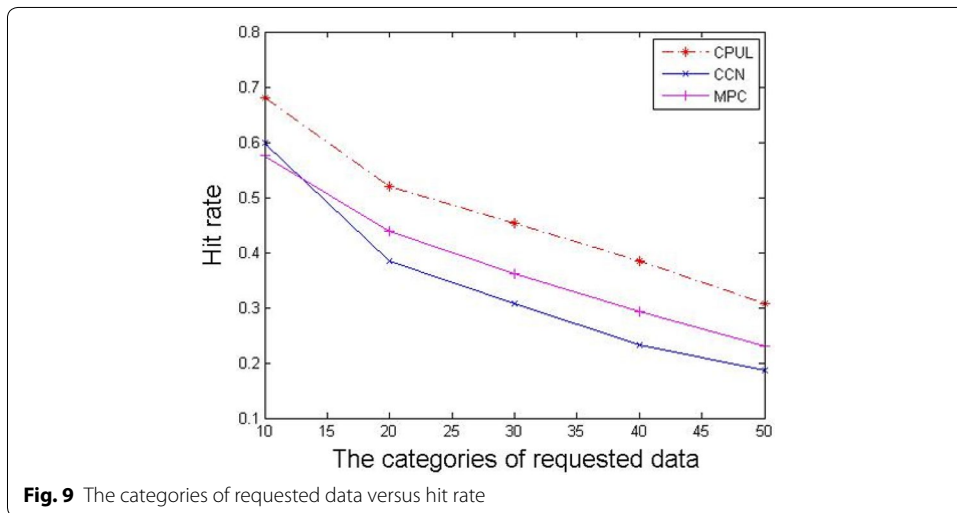 0.8
0.7
0.6
0.5
0.4
0.3
0.2
0.1
Hit rate
CPUL
CCN
MPC
10 15 20 25 30 35 40 45 50
The categories of requested data
Fig. 9 The categories of requested data versus hit rate